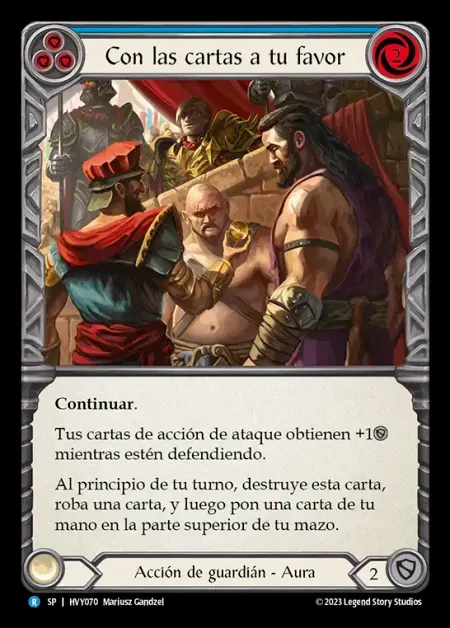 Con las cartas a tu favor
2
Continuar.
Tus cartas de acción de ataque obtienen +1
mientras estén defendiendo.
Al principio de tu turno, destruye esta carta,
roba una carta, y luego pon una carta de tu
mano en la parte superior de tu mazo.
Acción de guardián - Aura
2
R SP | HVY070 Mariusz Gandzel
© 2023 Legend Story Studios